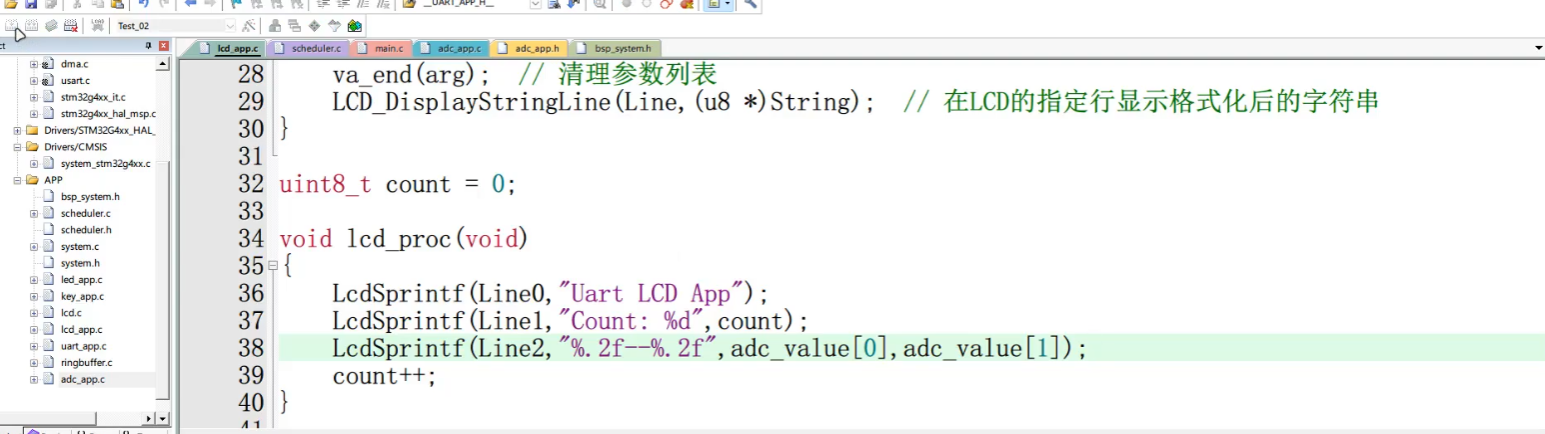 __UART_APP_H__
Test_02
lcd_app.c
scheduler.c
main.c
adc_app.c
adc_app.h
bsp_system.h
dma.c
usart.c
stm32g4xx_it.c
stm32g4xx_hal_msp.c
Drivers/STM32G4xx_HAL_
Drivers/CMSIS
system_stm32g4xx.c
APP
bsp_system.h
scheduler.c
scheduler.h
system.c
system.h
led_app.c
key_app.c
lcd.c
lcd_app.c
uart_app.c
ringbuffer.c
adc_app.c
28 va_end(arg); // 清理参数列表
29 LCD_DisplayStringLine(Line,(u8 *)String); // 在LCD的指定行显示格式化后的字符串
30 }
31
32 uint8_t count = 0;
33
34 void lcd_proc(void)
35 {
36 LcdSprintf(Line0,"Uart LCD App");
37 LcdSprintf(Line1,"Count: %d",count);
38 LcdSprintf(Line2,"%.2f--%.2f",adc_value[0],adc_value[1]);
39 count++;
40 }
41